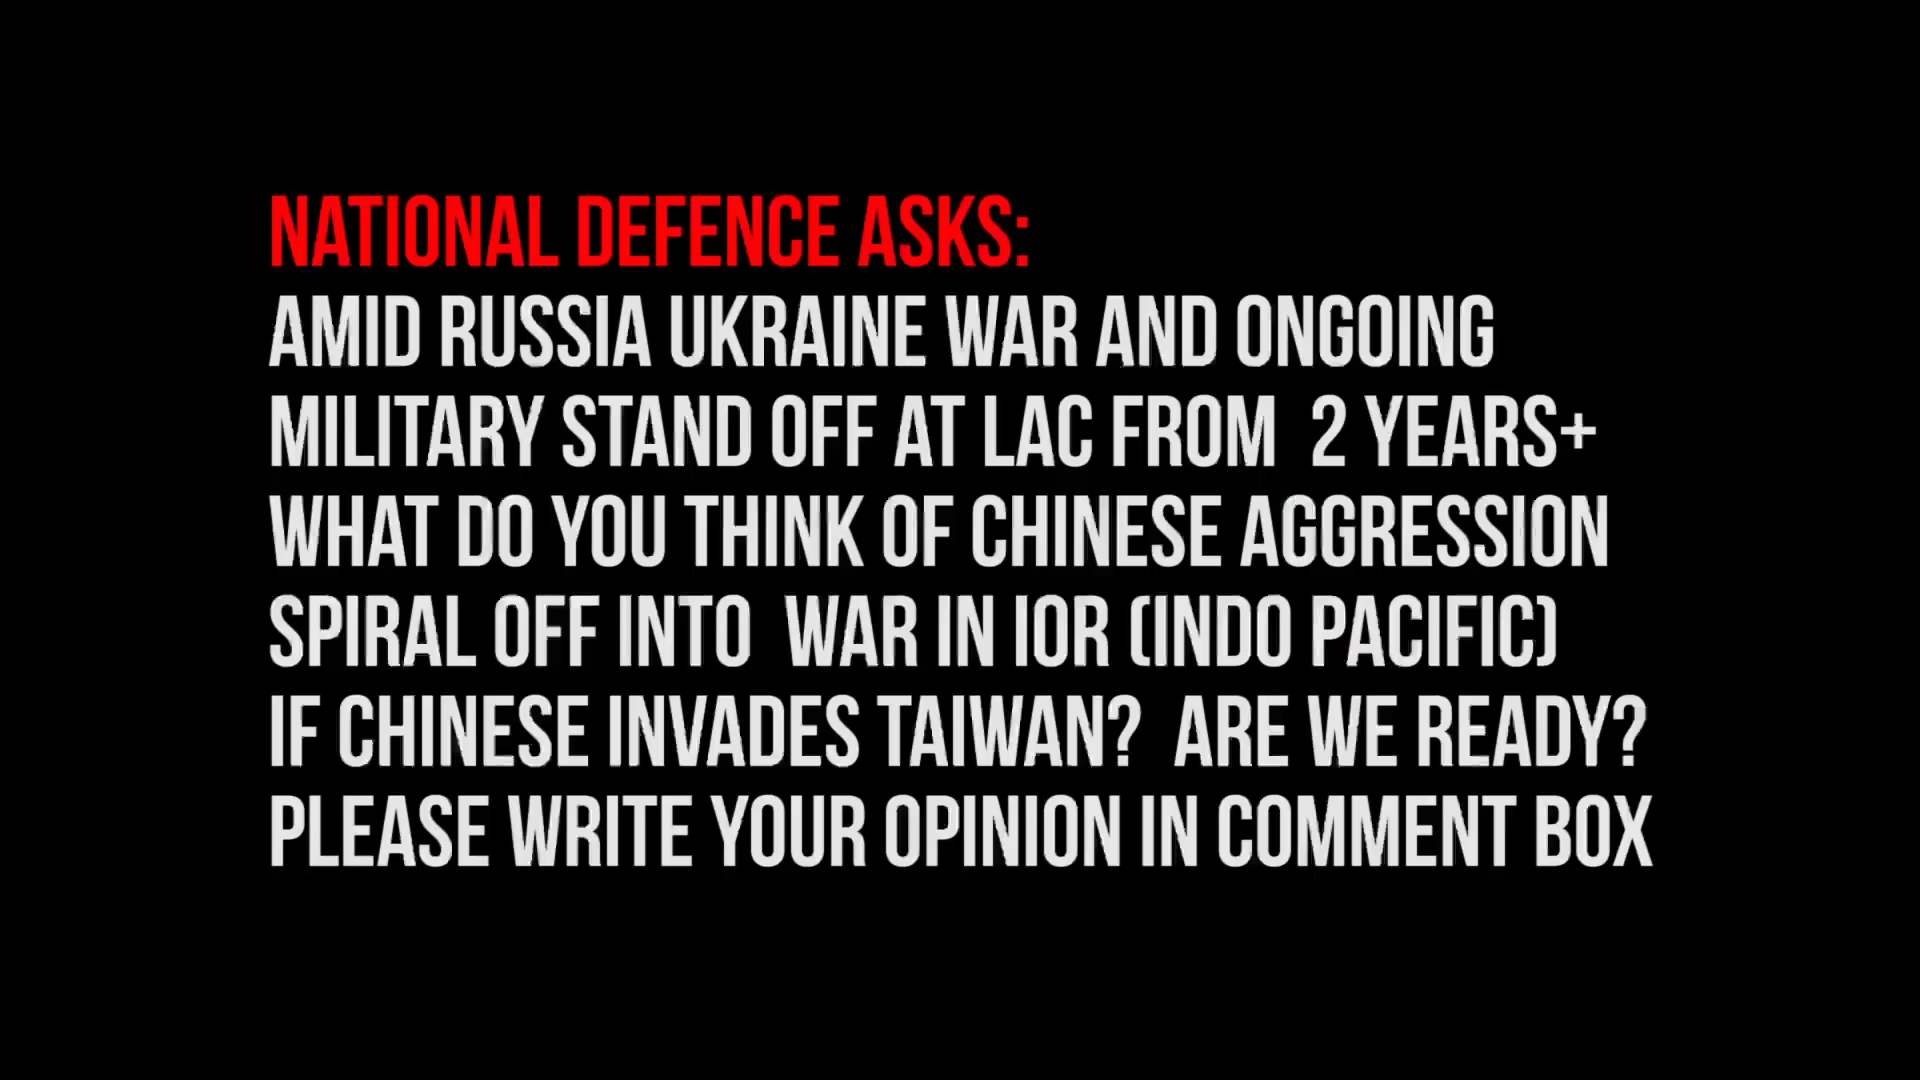 NATIONAL DEFENCE ASKS:
AMID RUSSIA UKRAINE WAR AND ONGOING
MILITARY STAND OFF AT LAC FROM 2 YEARS+
WHAT DO YOU THINK OF CHINESE AGGRESSION
SPIRAL OFF INTO WAR IN IOR (INDO PACIFIC)
IF CHINESE INVADES TAIWAN? ARE WE READY?
PLEASE WRITE YOUR OPINION IN COMMENT BOX